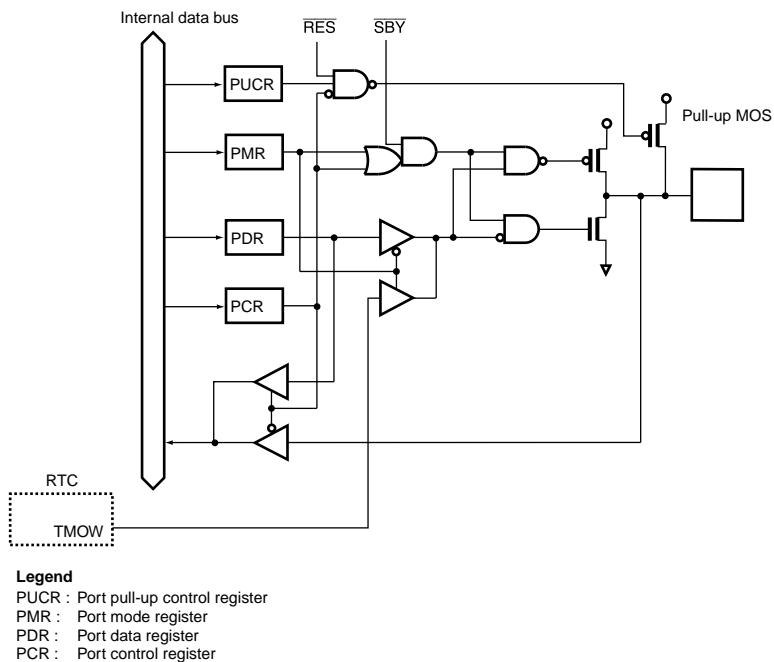 Internal data bus
RES
SBY
PUCR
Pull-up MOS
PMR
PDR
PCR
RTC
TMOW
Legend
PUCR : Port pull-up control register
PMR : Port mode register
PDR : Port data register
PCR : Port control register